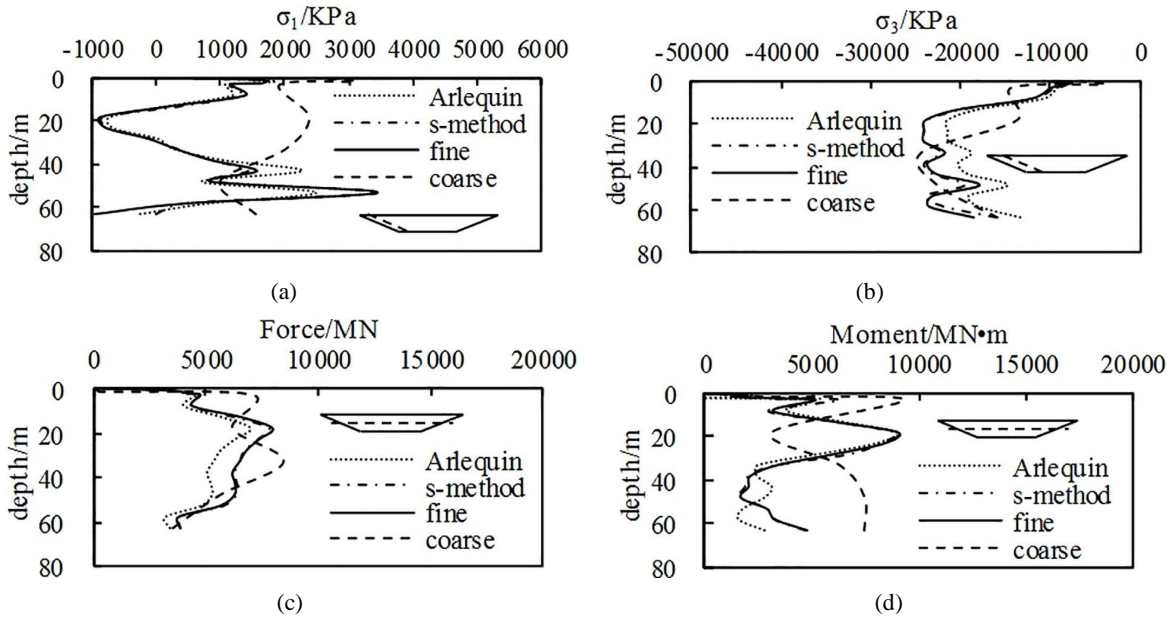 σ₁/KPa
-1000 0 1000 2000 3000 4000 5000 6000
0
20
40
60
80
depth/m
Arlequin
s-method
fine
coarse
(a)
σ₃/KPa
-50000 -30000 -20000 -10000 0
0
20
40
60
80
depth/m
Arlequin
s-method
fine
coarse
(b)
Force/MN
0 5000 10000 15000 20000
0
20
40
60
80
depth/m
Arlequin
s-method
fine
coarse
(c)
Moment/MN•m
0 5000 10000 15000 20000
0
20
40
60
80
depth/m
Arlequin
s-method
fine
coarse
(d)